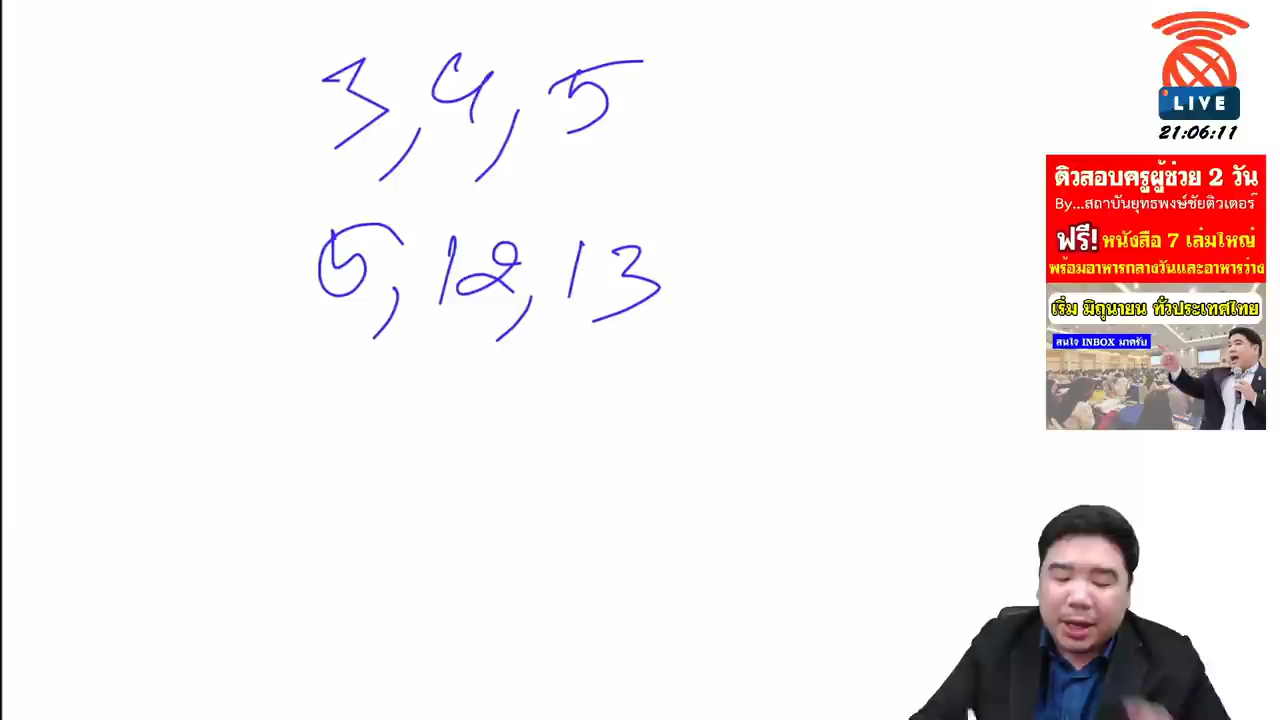 3, 4, 5
5, 12, 13
LIVE
21:06:11
ติวสอบครูผู้ช่วย 2 วัน
By...สถาบันยุทธพงษ์ชัยติวเตอร์
ฟรี! หนังสือ 7 เล่มใหญ่
พร้อมอาหารกลางวันและอาหารว่าง
เริ่ม มิถุนายน ทั่วประเทศไทย
สนใจ INBOX มาครับ